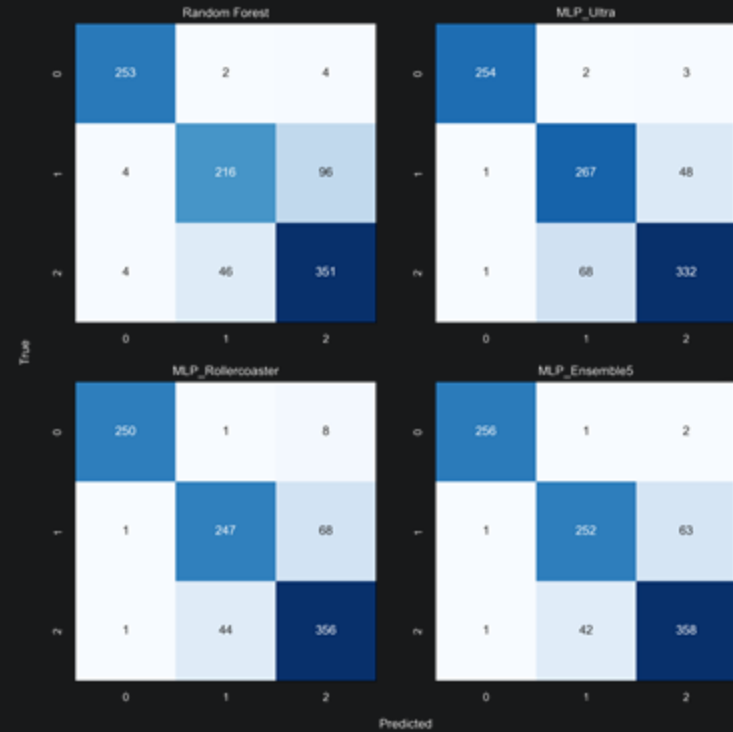 Random Forest
0 253 2 4
1 4 216 96
2 4 46 351
0 1 2
MLP_Ultra
0 254 2 3
1 1 267 48
2 1 68 332
0 1 2
True
MLP_Rollercoaster
0 250 1 8
1 1 247 68
2 1 44 356
0 1 2
MLP_Ensemble5
0 256 1 2
1 1 252 63
2 1 42 358
0 1 2
Predicted